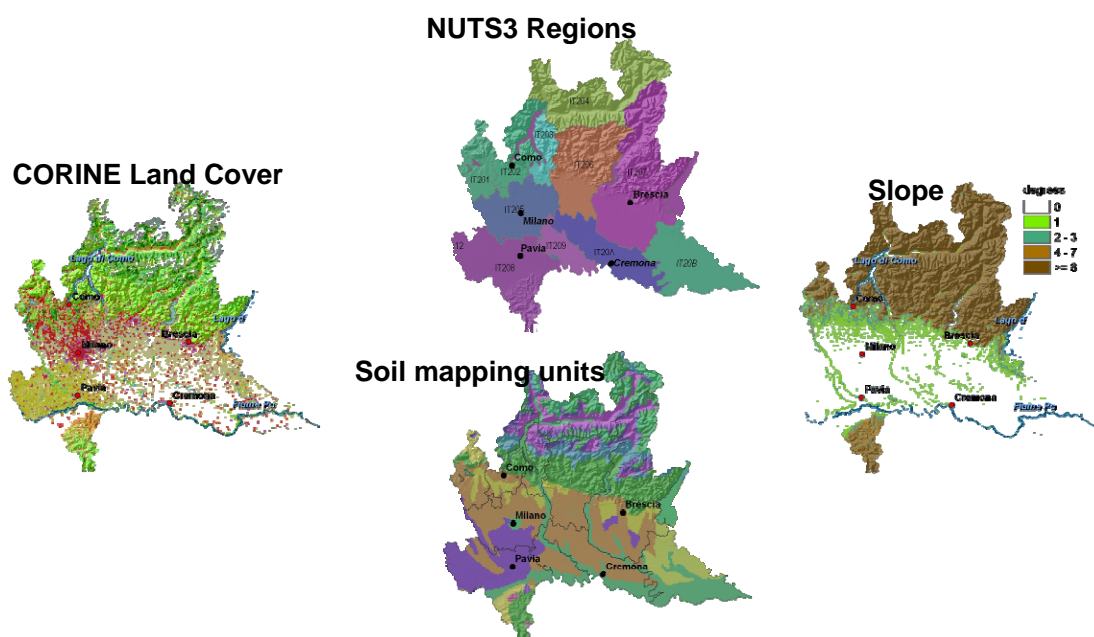 NUTS3 Regions
IT204
IT203
Como
IT206
IT201
IT202
IT207
Brescia
IT205
Milano
12
Pavia
IT209
IT20A
Cremona
IT20B
IT208
CORINE Land Cover
Lago di Como
Como
Lago d
Brescia
Milano
Pavia
Cremona
Fiume Po
Slope
degrees
0
1
2 - 3
4 - 7
>= 8
Lago di Como
Como
Lago d
Brescia
Milano
Pavia
Cremona
Fiume Po
Soil mapping units
Como
Brescia
Milano
Pavia
Cremona